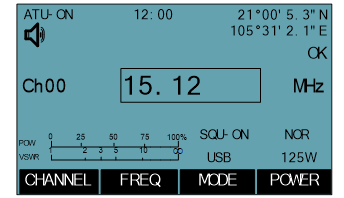 ATU-ON 12:00 21°00'5.3"N
105°31'2.1"E
OK
Ch00 15.12 MHz
POW 0 25 50 75 100% SQU-ON NOR
VSWR 1 2 3 5 10 ∞ USB 125W
CHANNEL FREQ MODE POWER